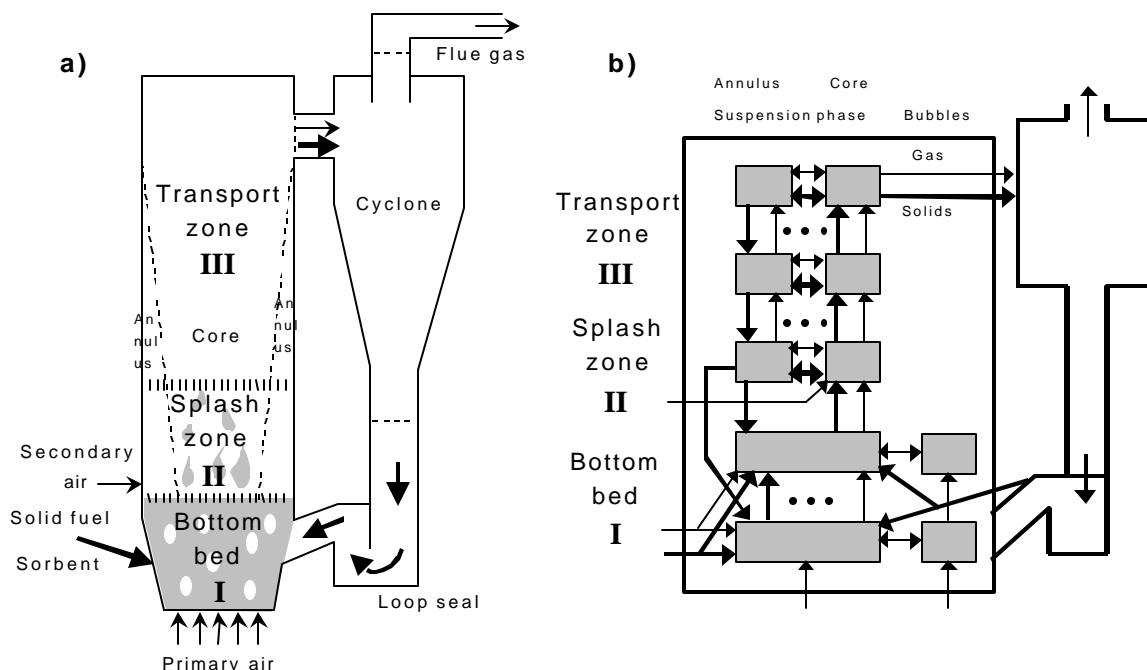 a)
Flue gas
Transport
zone
III
Cyclone
An
nul
us
Core
An
nul
us
Splash
zone
II
Secondary
air
Solid fuel
Sorbent
Bottom
bed
I
Loop seal
Primary air
b)
Annulus Core
Suspension phase Bubbles
Gas
Solids
Transport
zone
III
Splash
zone
II
Bottom
bed
I